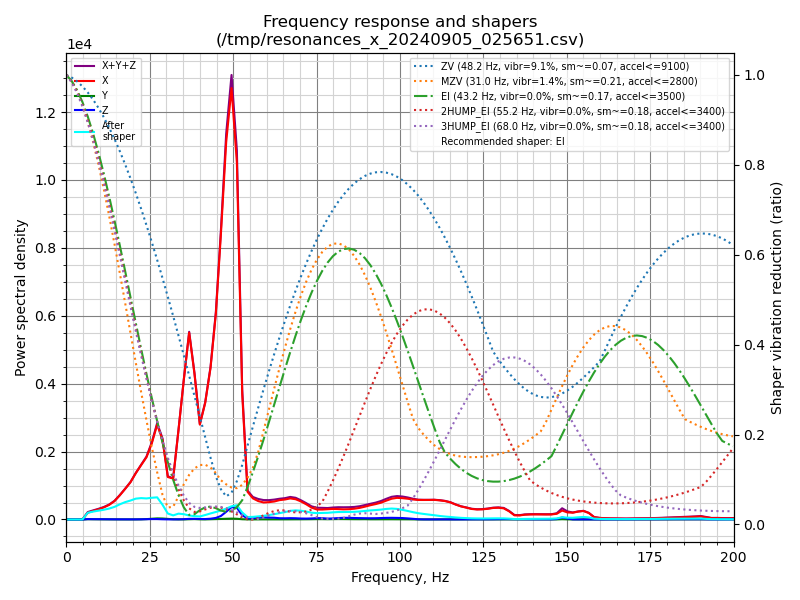 Frequency response and shapers
(/tmp/resonances_x_20240905_025651.csv)
1e4
X+Y+Z
X
Y
Z
After
shaper
ZV (48.2 Hz, vibr=9.1%, sm~=0.07, accel<=9100)
MZV (31.0 Hz, vibr=1.4%, sm~=0.21, accel<=2800)
EI (43.2 Hz, vibr=0.0%, sm~=0.17, accel<=3500)
2HUMP_EI (55.2 Hz, vibr=0.0%, sm~=0.18, accel<=3400)
3HUMP_EI (68.0 Hz, vibr=0.0%, sm~=0.18, accel<=3400)
Recommended shaper: EI
Power spectral density
1.2
1.0
0.8
0.6
0.4
0.2
0.0
1.0
0.8
0.6
0.4
0.2
0.0
Shaper vibration reduction (ratio)
0 25 50 75 100 125 150 175 200
Frequency, Hz